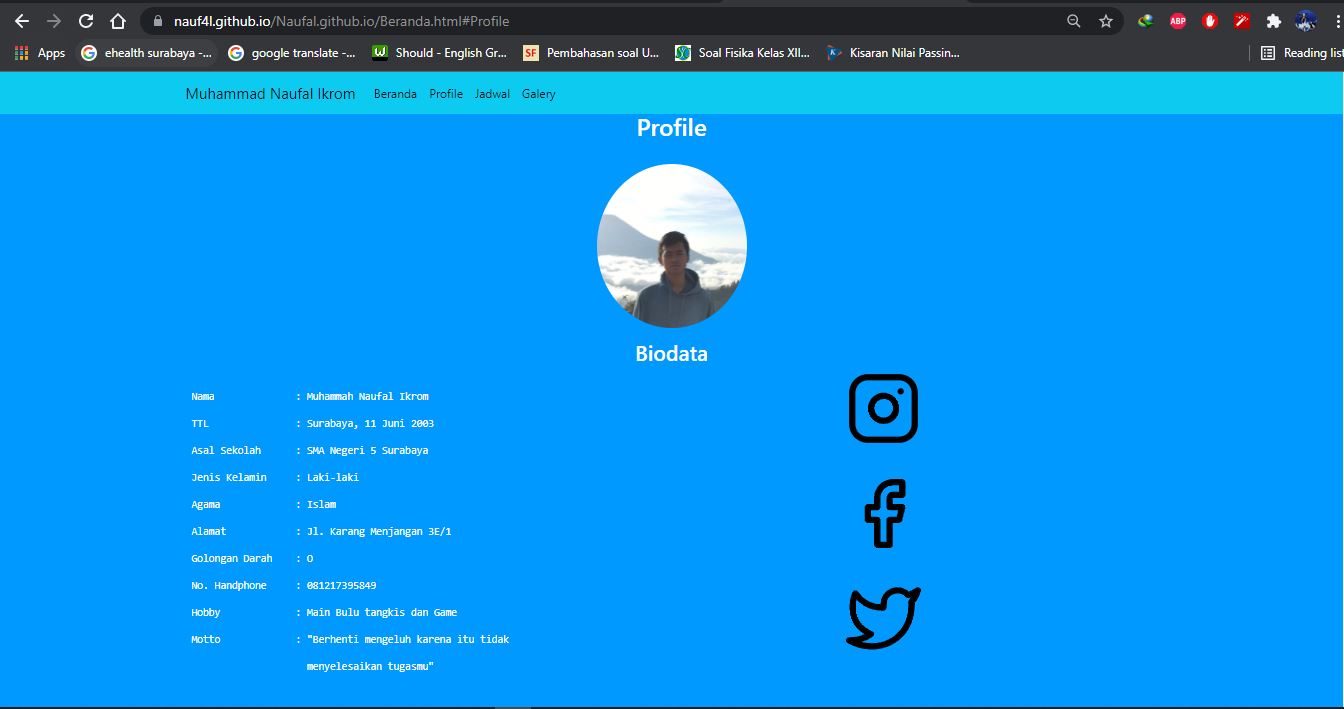 nauf4l.github.io/Naufal.github.io/Beranda.html#Profile
ABP
Apps ehealth surabaya -... google translate -... Should - English Gr... SF Pembahasan soal U... Soal Fisika Kelas XII... Kisaran Nilai Passin... Reading list
Muhammad Naufal Ikrom Beranda Profile Jadwal Galery
Profile
Biodata
Nama : Muhammah Naufal Ikrom
TTL : Surabaya, 11 Juni 2003
Asal Sekolah : SMA Negeri 5 Surabaya
Jenis Kelamin : Laki-laki
Agama : Islam
Alamat : Jl. Karang Menjangan 3E/1
Golongan Darah : O
No. Handphone : 081217395849
Hobby : Main Bulu tangkis dan Game
Motto : "Berhenti mengeluh karena itu tidak
menyelesaikan tugasmu"